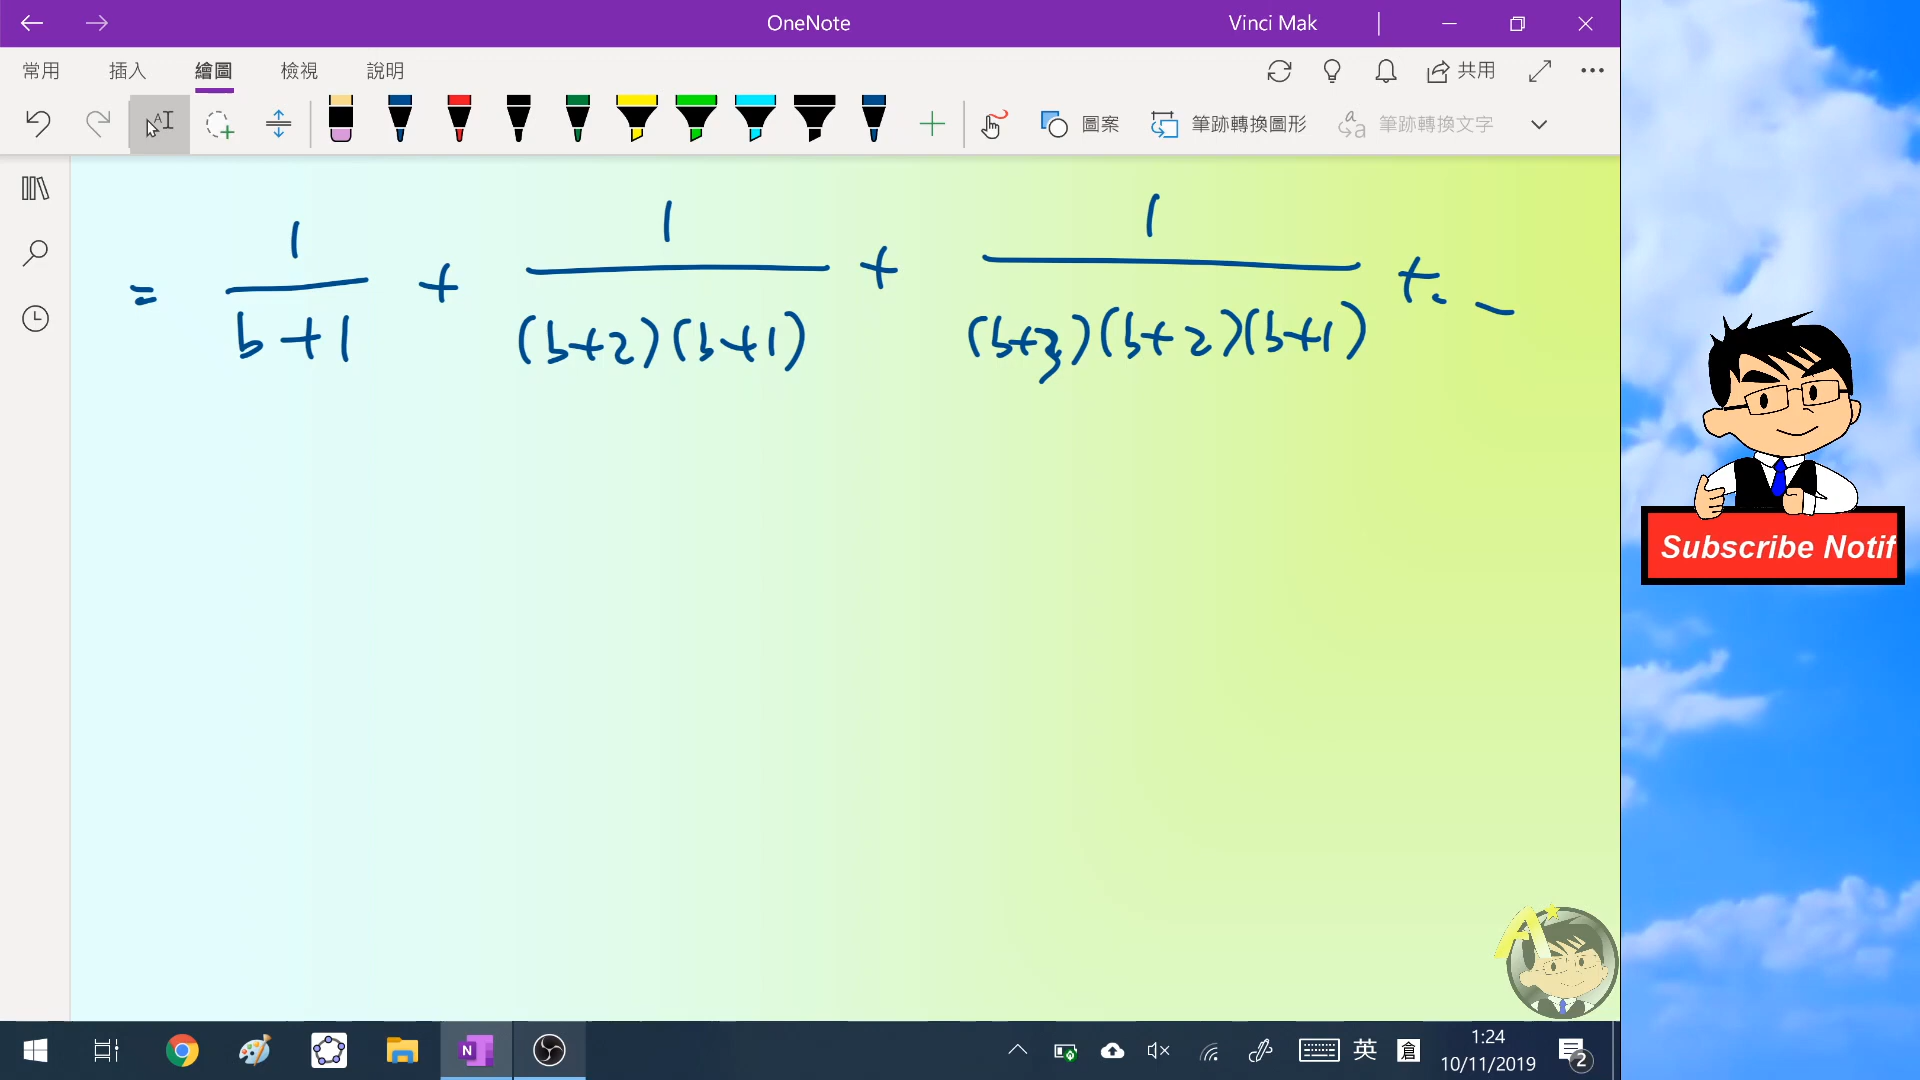 OneNote
Vinci Mak
常用 插入 繪圖 檢視 說明
共用
圖案 筆跡轉換圖形 筆跡轉換文字
= 1/(b+1) + 1/((b+2)(b+1)) + 1/((b+3)(b+2)(b+1)) + ...
Subscribe Notif
A
英 倉
1:24
10/11/2019
2